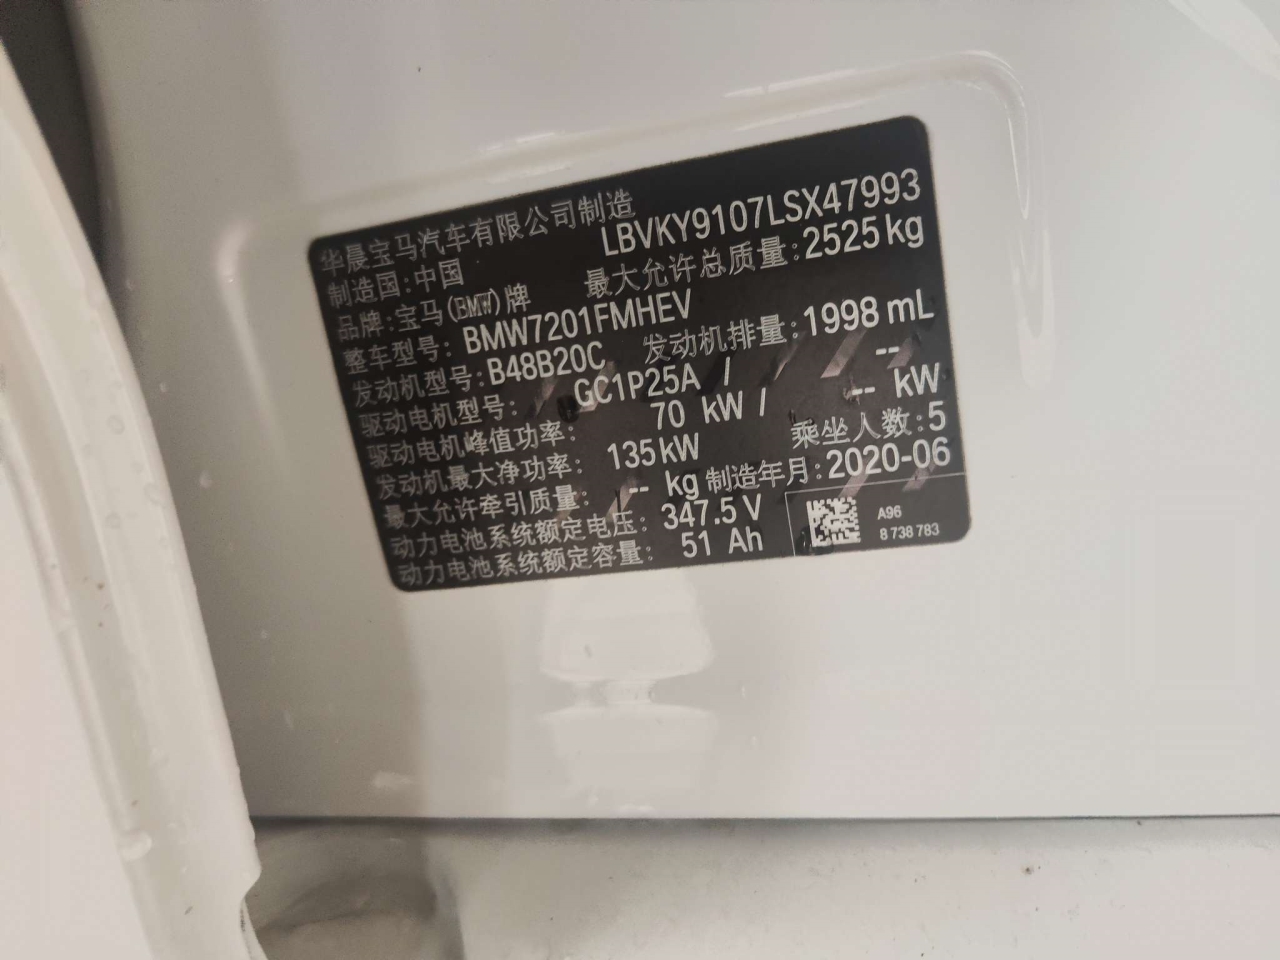 华晨宝马汽车有限公司制造
LBVKY9107LSX47993
制造国:中国 最大允许总质量:2525kg
品牌:宝马(BMW)牌
整车型号: BMW7201FMHEV
发动机型号:B48B20C 发动机排量:1998 mL
驱动电机型号: GC1P25A / --
驱动电机峰值功率: 70 kW / -- kW
发动机最大净功率: 135kW 乘坐人数:5
最大允许牵引质量: -- kg 制造年月:2020-06
动力电池系统额定电压: 347.5V
动力电池系统额定容量: 51 Ah
A96
8 738 783